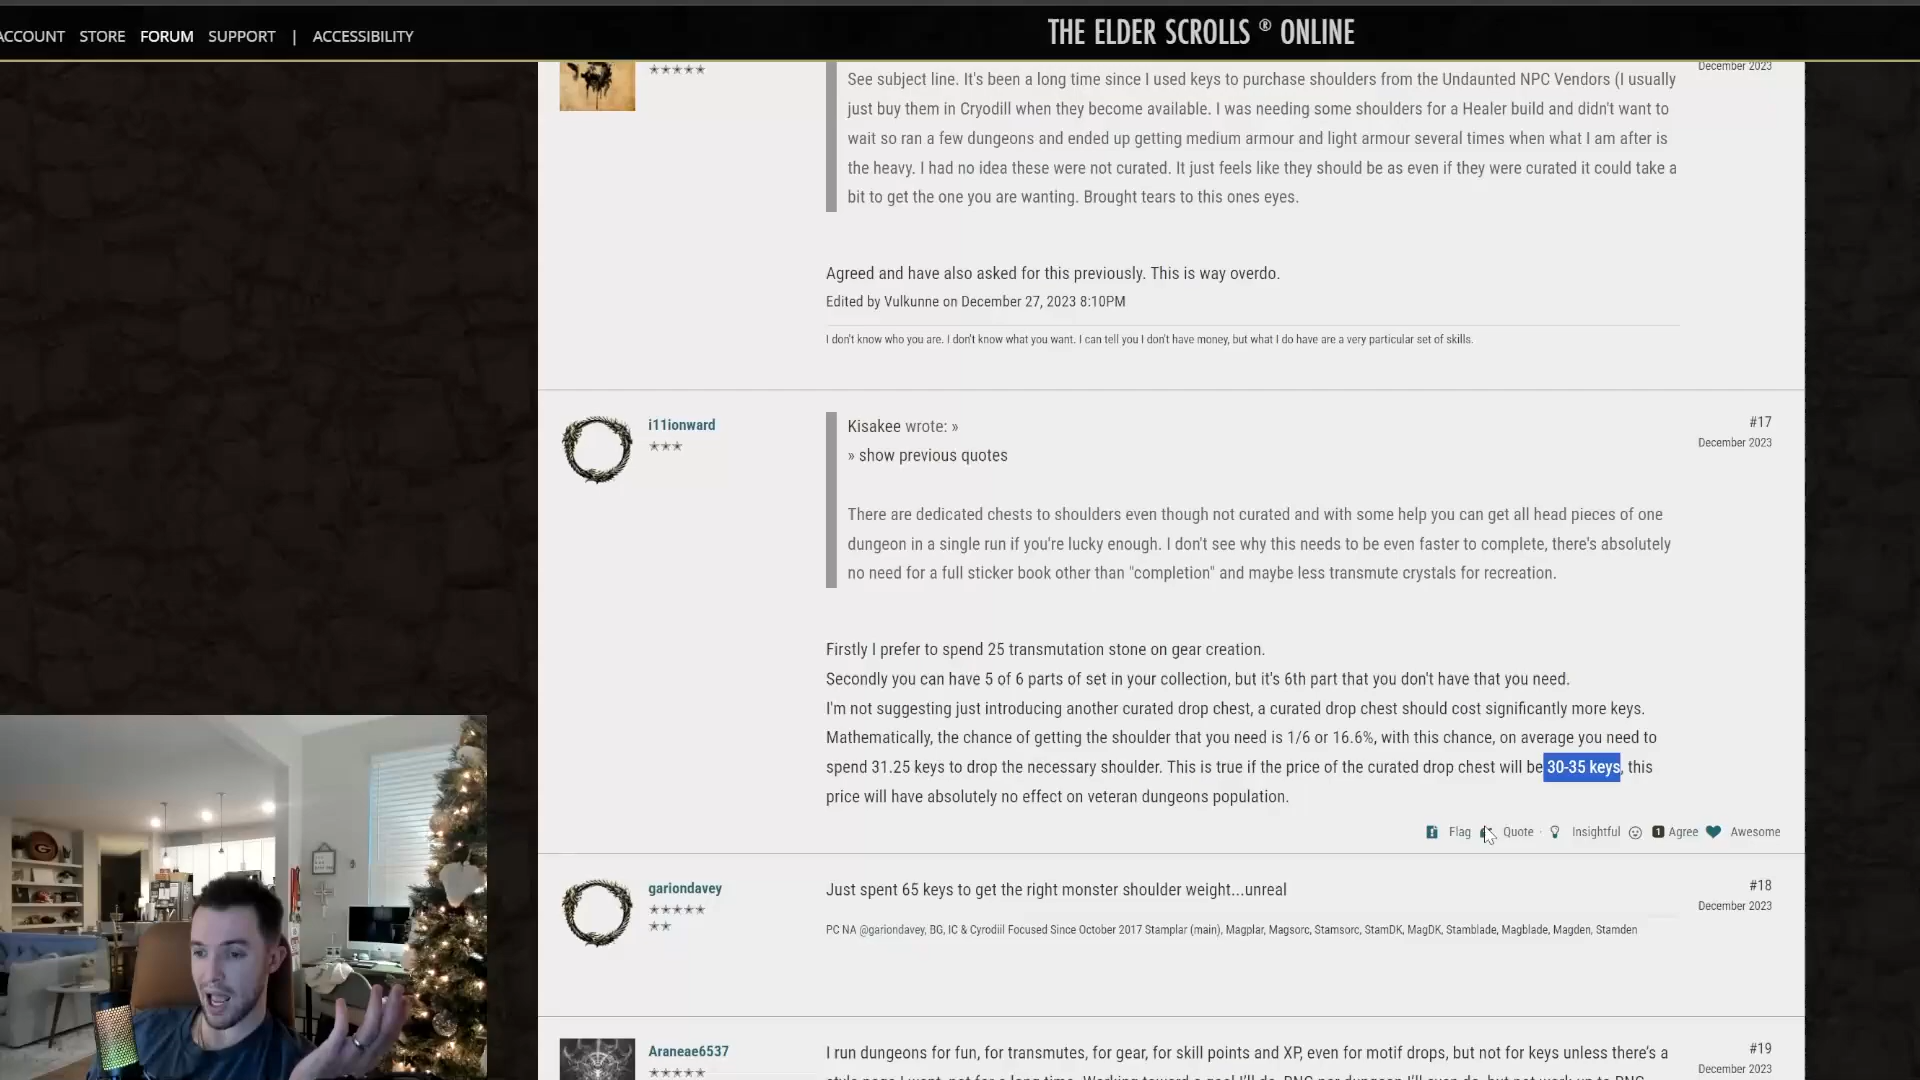 ACCOUNT STORE FORUM SUPPORT | ACCESSIBILITY
THE ELDER SCROLLS ® ONLINE
December 2023
See subject line. It's been a long time since I used keys to purchase shoulders from the Undaunted NPC Vendors (I usually
just buy them in Cryodill when they become available. I was needing some shoulders for a Healer build and didn't want to
wait so ran a few dungeons and ended up getting medium armour and light armour several times when what I am after is
the heavy. I had no idea these were not curated. It just feels like they should be as even if they were curated it could take a
bit to get the one you are wanting. Brought tears to this ones eyes.
Agreed and have also asked for this previously. This is way overdo.
Edited by Vulkunne on December 27, 2023 8:10PM
I don't know who you are. I don't know what you want. I can tell you I don't have money, but what I do have are a very particular set of skills.
i11ionward
Kisakee wrote: »
» show previous quotes
#17
December 2023
There are dedicated chests to shoulders even though not curated and with some help you can get all head pieces of one
dungeon in a single run if you're lucky enough. I don't see why this needs to be even faster to complete, there's absolutely
no need for a full sticker book other than "completion" and maybe less transmute crystals for recreation.
Firstly I prefer to spend 25 transmutation stone on gear creation.
Secondly you can have 5 of 6 parts of set in your collection, but it's 6th part that you don't have that you need.
I'm not suggesting just introducing another curated drop chest, a curated drop chest should cost significantly more keys.
Mathematically, the chance of getting the shoulder that you need is 1/6 or 16.6%, with this chance, on average you need to
spend 31.25 keys to drop the necessary shoulder. This is true if the price of the curated drop chest will be 30-35 keys, this
price will have absolutely no effect on veteran dungeons population.
Flag Quote · Insightful 1 Agree Awesome
gariondavey
Just spent 65 keys to get the right monster shoulder weight...unreal
#18
December 2023
PC NA @gariondavey, BG, IC & Cyrodiil Focused Since October 2017 Stamplar (main), Magplar, Magsorc, Stamsorc, StamDK, MagDK, Stamblade, Magblade, Magden, Stamden
Araneae6537
I run dungeons for fun, for transmutes, for gear, for skill points and XP, even for motif drops, but not for keys unless there's a
#19
December 2023